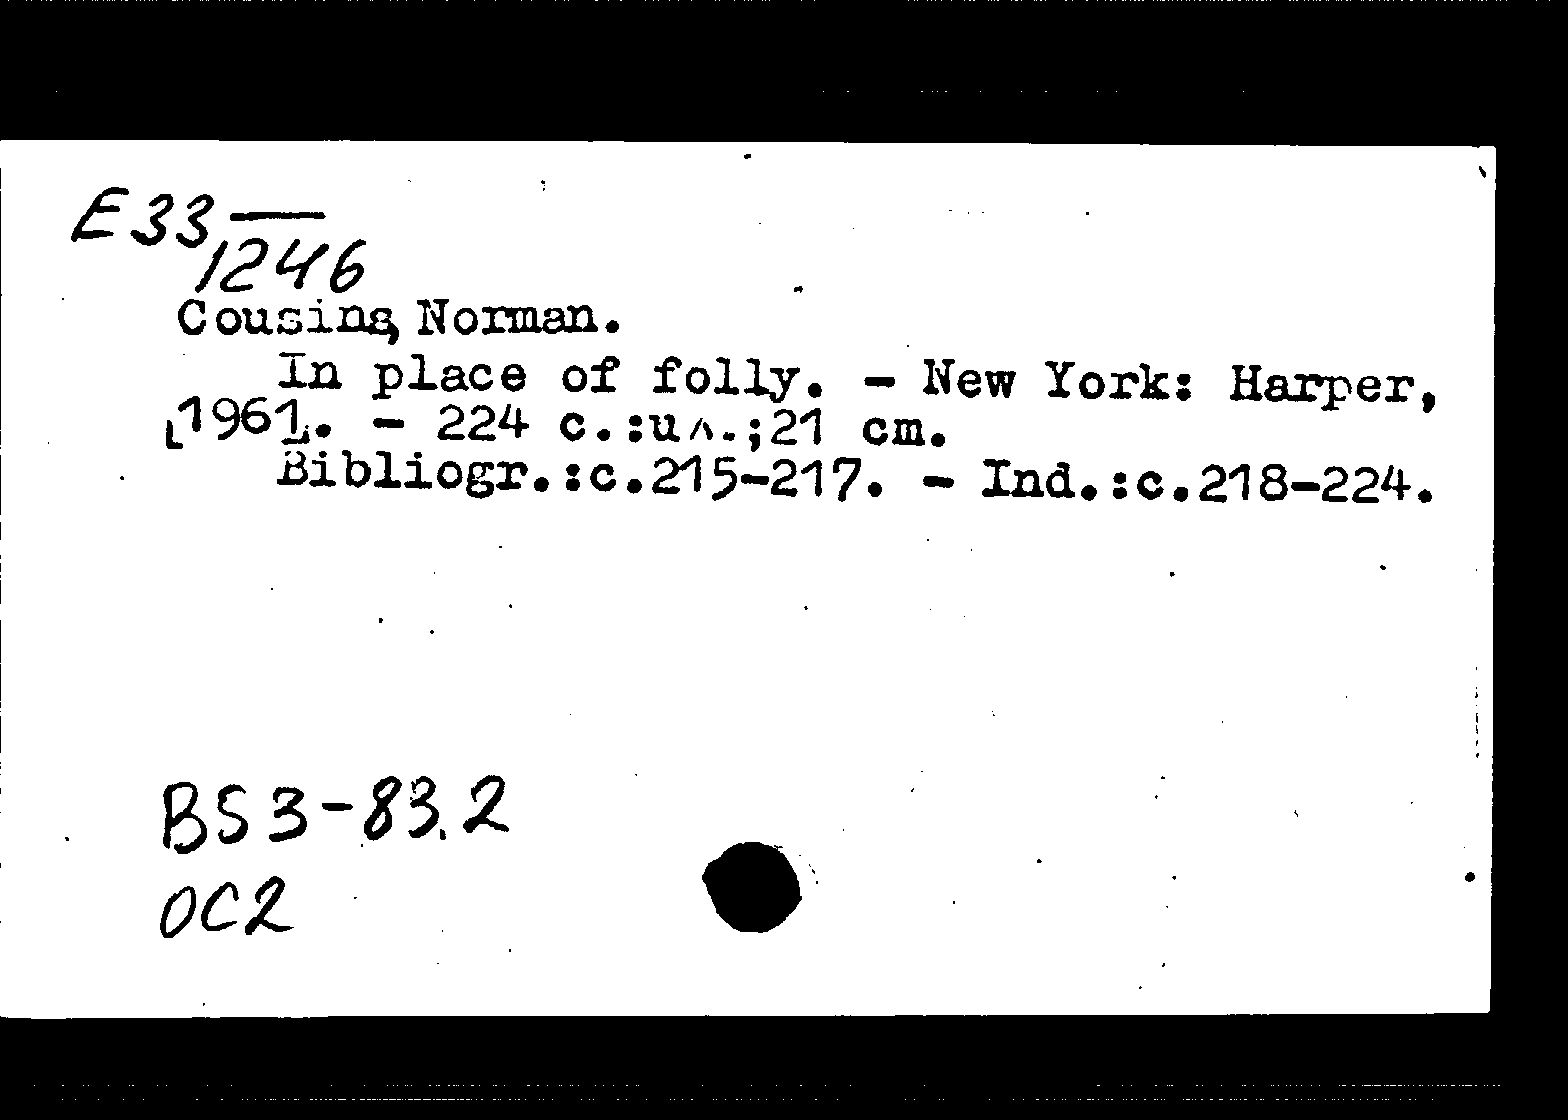 E33—
1246
Cousins, Norman.
In place of folly. - New York: Harper,
[1961]. - 224 c.:ил.;21 cm.
Bibliogr.:c.215-217. - Ind.:c.218-224.
BS3-83.2
OC2